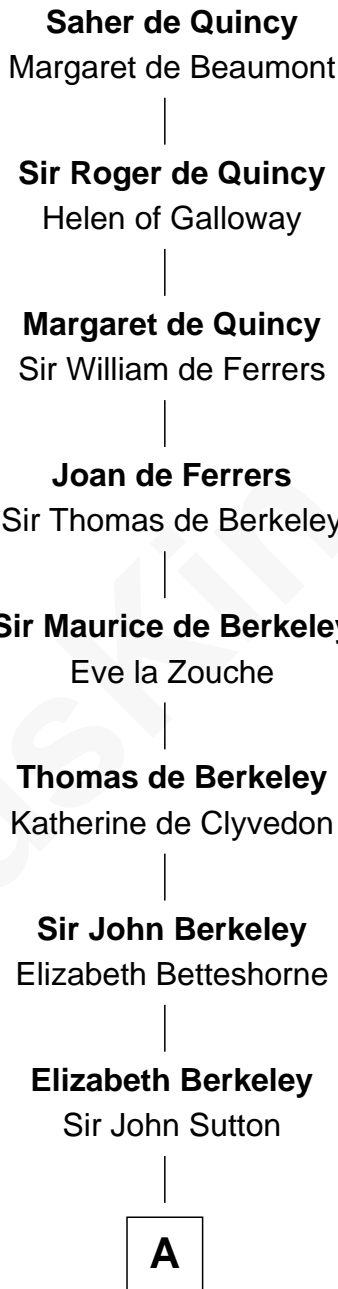 Saher de Quincy
Margaret de Beaumont
Sir Roger de Quincy
Helen of Galloway
Margaret de Quincy
Sir William de Ferrers
Joan de Ferrers
Sir Thomas de Berkeley
Sir Maurice de Berkeley
Eve la Zouche
Thomas de Berkeley
Katherine de Clyvedon
Sir John Berkeley
Elizabeth Betteshorne
Elizabeth Berkeley
Sir John Sutton
A